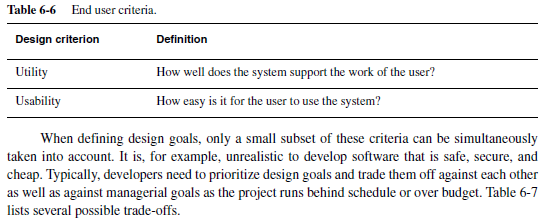 Table 6-6 End user criteria.
Design criterion Definition
Utility How well does the system support the work of the user?
Usability How easy is it for the user to use the system?
When defining design goals, only a small subset of these criteria can be simultaneously
taken into account. It is, for example, unrealistic to develop software that is safe, secure, and
cheap. Typically, developers need to prioritize design goals and trade them off against each other
as well as against managerial goals as the project runs behind schedule or over budget. Table 6-7
lists several possible trade-offs.